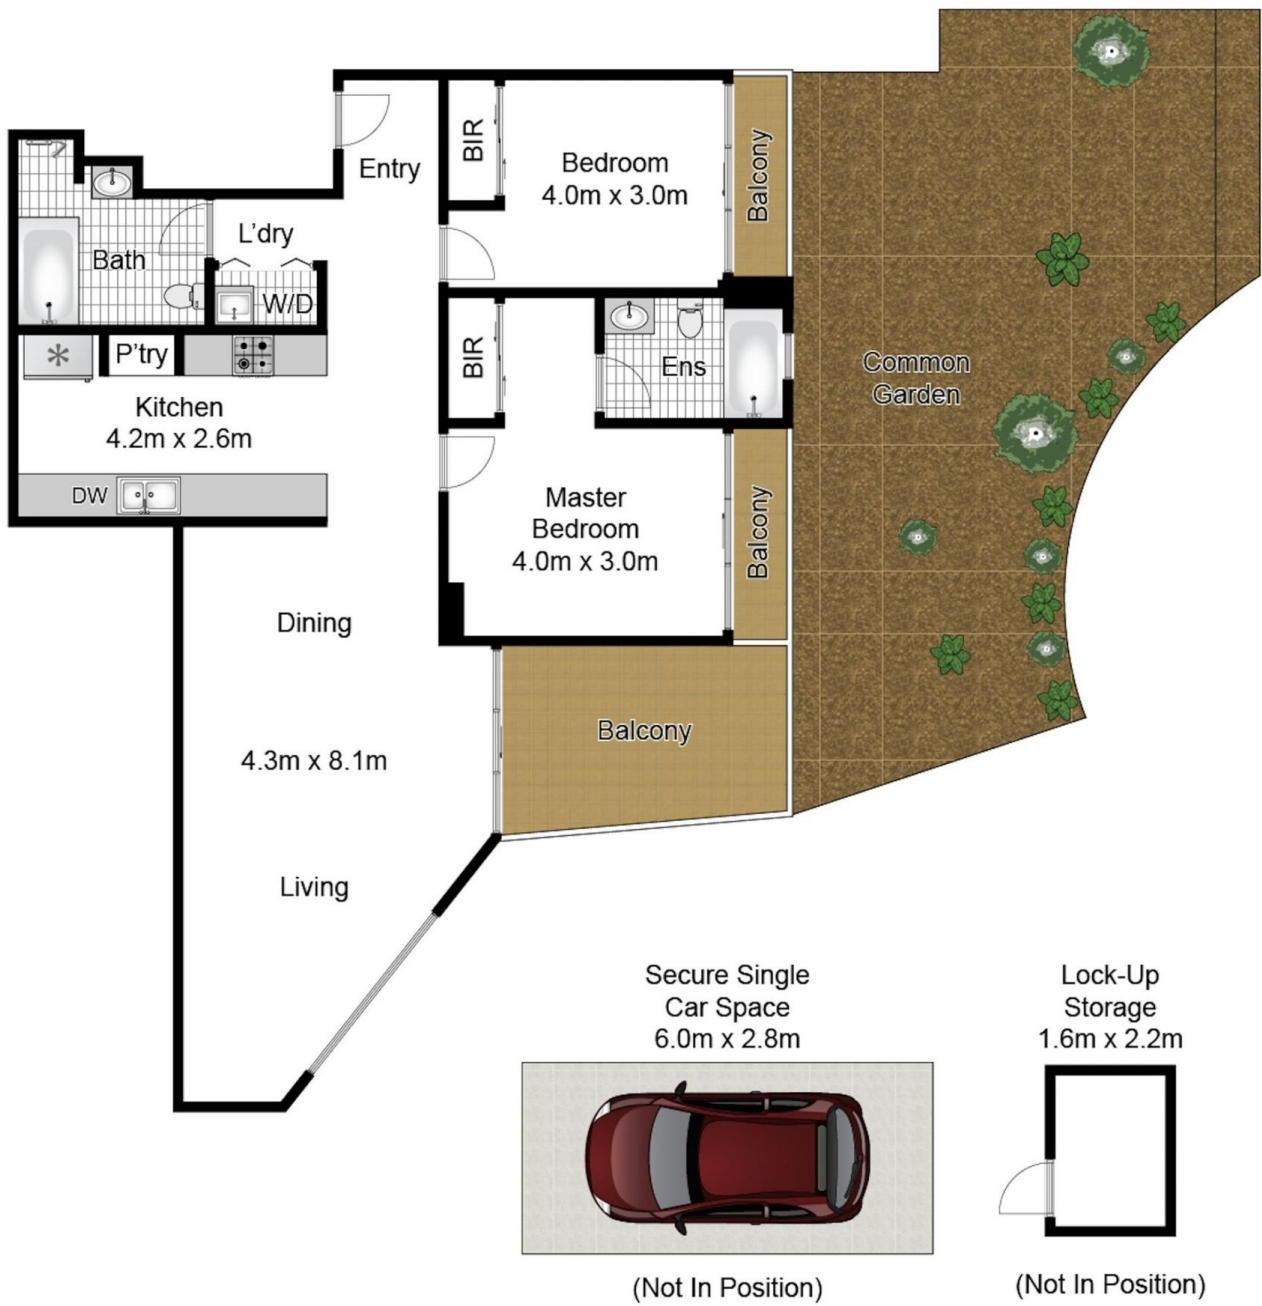 Entry
BIR
Bedroom
4.0m x 3.0m
Balcony
L'dry
Bath
W/D
P'try
BIR
Ens
Common
Garden
Kitchen
4.2m x 2.6m
DW
Master
Bedroom
4.0m x 3.0m
Balcony
Dining
Balcony
4.3m x 8.1m
Living
Secure Single
Car Space
6.0m x 2.8m
(Not In Position)
Lock-Up
Storage
1.6m x 2.2m
(Not In Position)